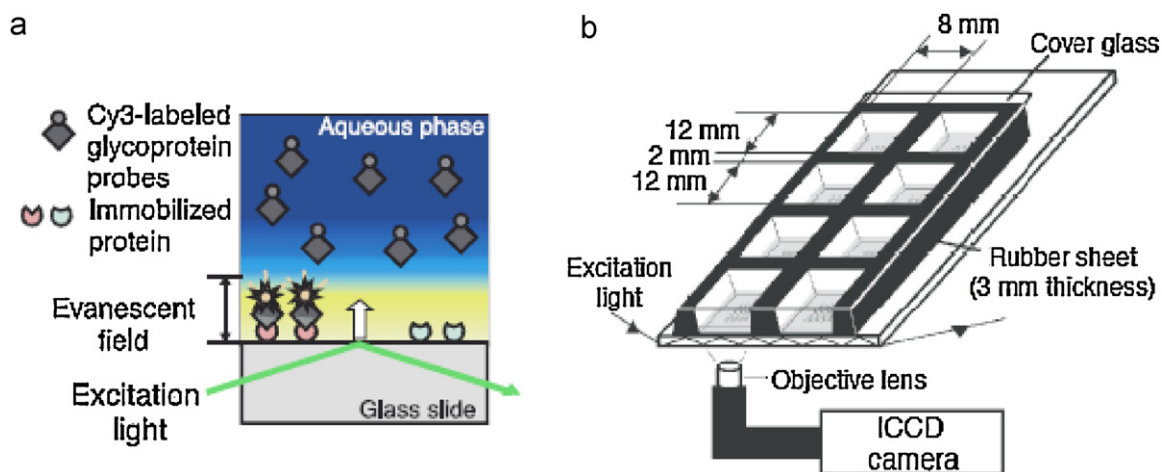 a
Cy3-labeled
glycoprotein
probes
Immobilized
protein
Aqueous phase
Evanescent
field
Excitation
light
Glass slide
b
8 mm
Cover glass
12 mm
2 mm
12 mm
Excitation
light
Rubber sheet
(3 mm thickness)
Objective lens
ICCD
camera